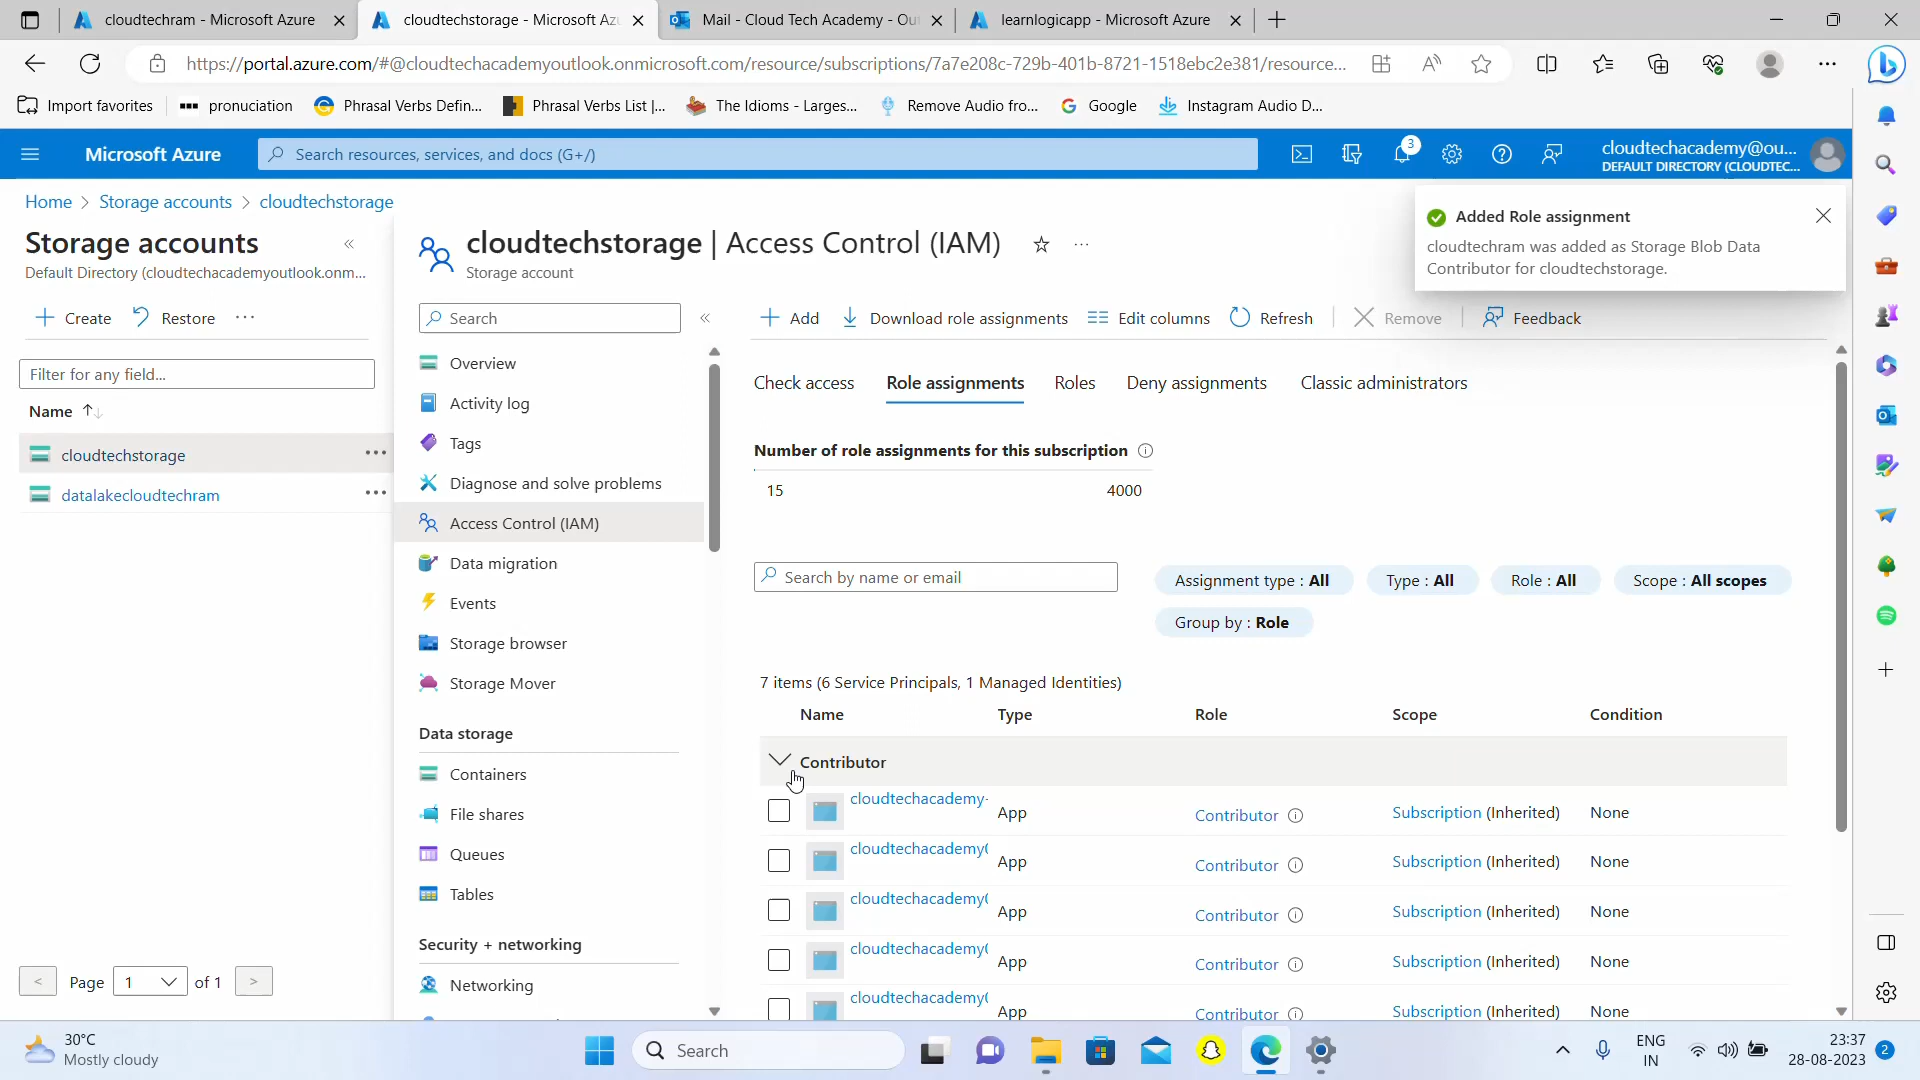 cloudtechram - Microsoft Azure
cloudtechstorage - Microsoft Azu
Mail - Cloud Tech Academy - Ou
learnlogicapp - Microsoft Azure
https://portal.azure.com/#@cloudtechacademyoutlook.onmicrosoft.com/resource/subscriptions/7a7e208c-729b-401b-8721-1518ebc2e381/resource...
Import favorites
pronuciation
Phrasal Verbs Defin...
Phrasal Verbs List |...
The Idioms - Larges...
Remove Audio fro...
Google
Instagram Audio D...
Microsoft Azure
Search resources, services, and docs (G+/)
3
cloudtechacademy@ou...
DEFAULT DIRECTORY (CLOUDTEC...
Home > Storage accounts > cloudtechstorage
Added Role assignment
cloudtechram was added as Storage Blob Data
Contributor for cloudtechstorage.
Storage accounts
Default Directory (cloudtechacademyoutlook.onm...
Create
Restore
Filter for any field...
Name
cloudtechstorage
datalakecloudtechram
< Page 1 of 1 >
cloudtechstorage | Access Control (IAM)
Storage account
Search
Overview
Activity log
Tags
Diagnose and solve problems
Access Control (IAM)
Data migration
Events
Storage browser
Storage Mover
Data storage
Containers
File shares
Queues
Tables
Security + networking
Networking
Add
Download role assignments
Edit columns
Refresh
Remove
Feedback
Check access
Role assignments
Roles
Deny assignments
Classic administrators
Number of role assignments for this subscription
15 4000
Search by name or email
Assignment type : All
Type : All
Role : All
Scope : All scopes
Group by : Role
7 items (6 Service Principals, 1 Managed Identities)
Name Type Role Scope Condition
Contributor
cloudtechacademy- App Contributor Subscription (Inherited) None
cloudtechacademy( App Contributor Subscription (Inherited) None
cloudtechacademy( App Contributor Subscription (Inherited) None
cloudtechacademy( App Contributor Subscription (Inherited) None
cloudtechacademy( App Contributor Subscription (Inherited) None
30°C
Mostly cloudy
Search
ENG
IN
23:37
28-08-2023
2